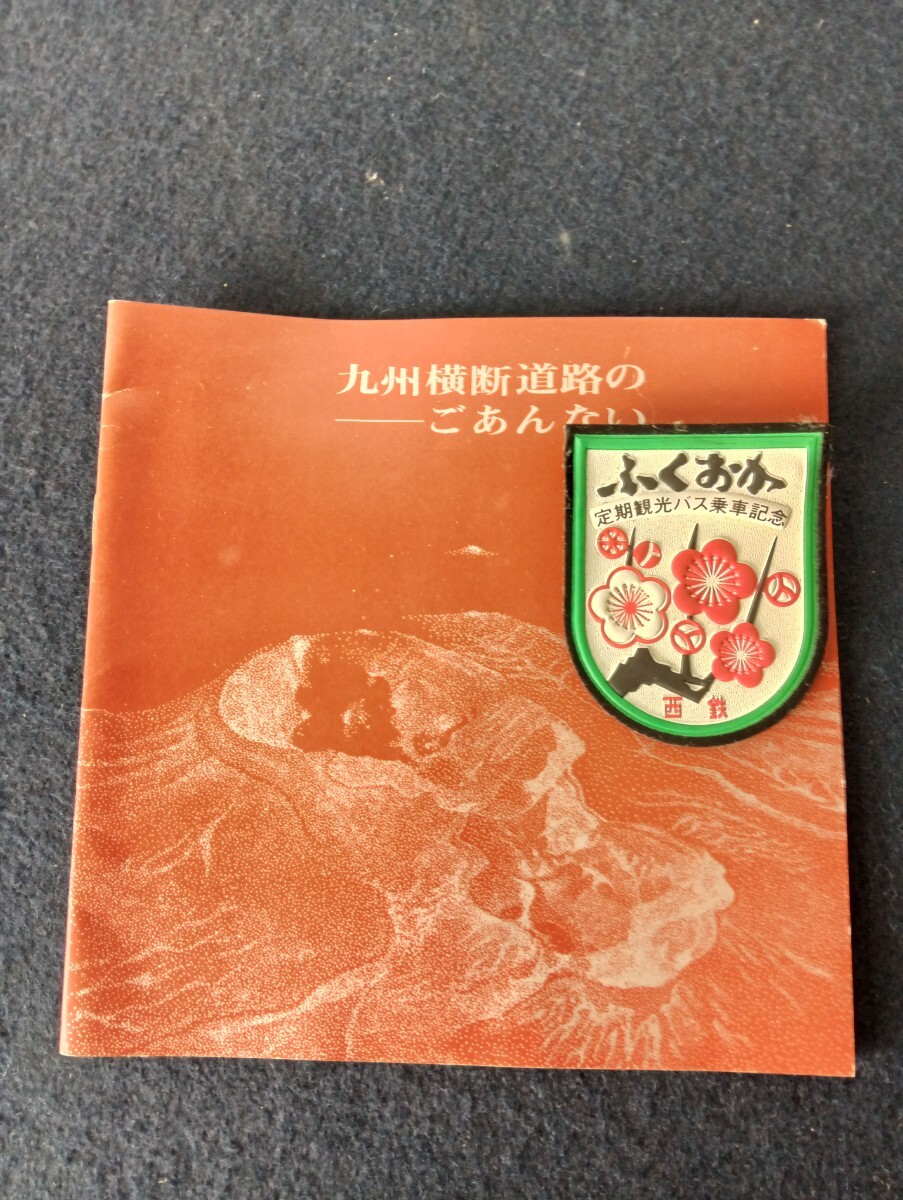 九州横断道路の
──ごあんない
ふくおか
定期観光バス乗車記念
西鉄